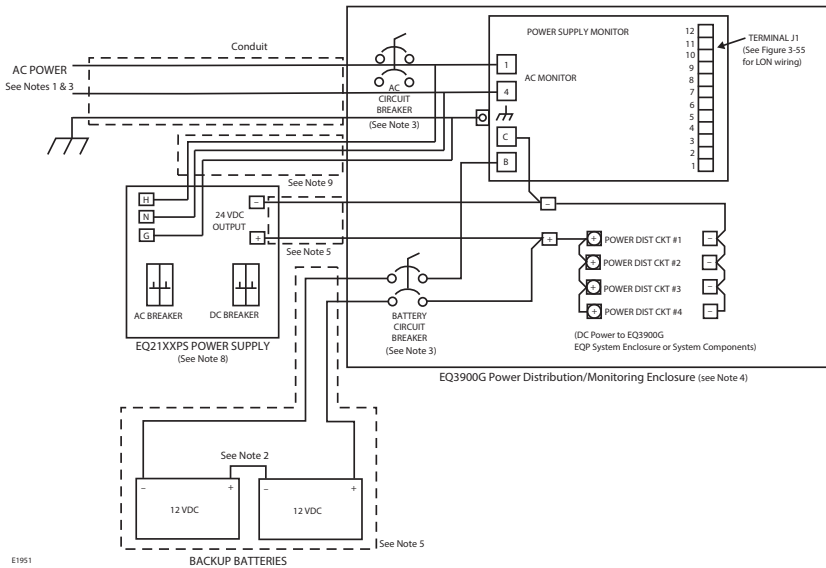 Conduit
AC POWER
See Notes 1 & 3
AC
CIRCUIT
BREAKER
(See Note 3)
POWER SUPPLY MONITOR
AC MONITOR
1
4
C
B
12
11
10
9
8
7
6
5
4
3
2
1
TERMINAL J1
(See Figure 3-55
for LON wiring)
See Note 9
H
N
G
24 VDC
OUTPUT
–
+
See Note 5
AC BREAKER
DC BREAKER
EQ21XXPS POWER SUPPLY
(See Note 8)
BATTERY
CIRCUIT
BREAKER
(See Note 3)
–
+
+ POWER DIST CKT #1 –
+ POWER DIST CKT #2 –
+ POWER DIST CKT #3 –
+ POWER DIST CKT #4 –
(DC Power to EQ3900G
EQP System Enclosure or System Components)
EQ3900G Power Distribution/Monitoring Enclosure (see Note 4)
See Note 2
– +
12 VDC
– +
12 VDC
See Note 5
BACKUP BATTERIES
E1951